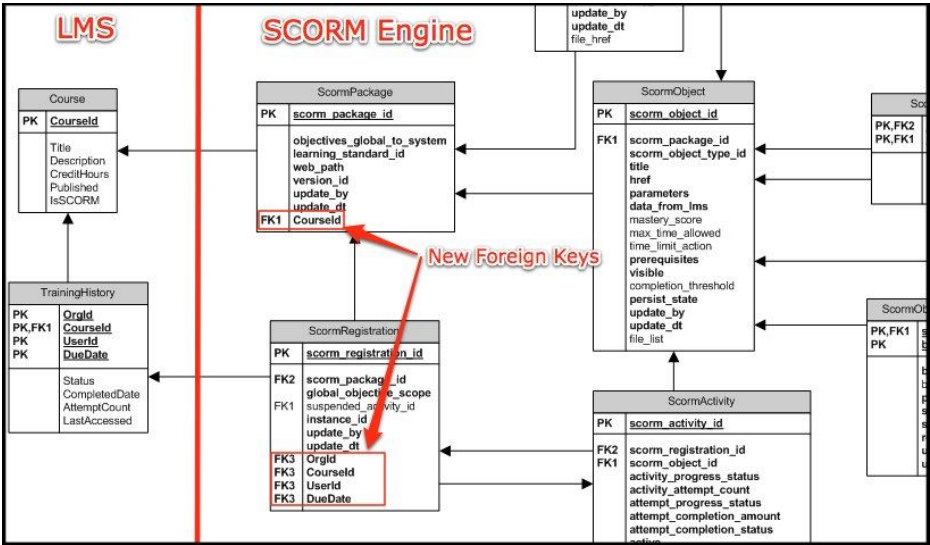 LMS
SCORM Engine
update_by
update_dt
file_href
Course
PK CourseId
Title
Description
CreditHours
Published
IsSCORM
ScormPackage
PK scorm_package_id
objectives_global_to_system
learning_standard_id
web_path
version_id
update_by
update_dt
FK1 CourseId
ScormObject
PK scorm_object_id
FK1 scorm_package_id
scorm_object_type_id
title
href
parameters
data_from_lms
mastery_score
max_time_allowed
time_limit_action
prerequisites
visible
completion_threshold
persist_state
update_by
update_dt
file_list
PK,FK2
PK,FK1
New Foreign Keys
TrainingHistory
PK OrgId
PK,FK1 CourseId
PK UserId
PK DueDate
Status
CompletedDate
AttemptCount
LastAccessed
ScormRegistration
PK scorm_registration_id
FK2 scorm_package_id
global_objective_scope
FK1 suspended_activity_id
instance_id
update_by
update_dt
FK3 OrgId
FK3 CourseId
FK3 UserId
FK3 DueDate
PK,FK1
PK
ScormActivity
PK scorm_activity_id
FK2 scorm_registration_id
FK1 scorm_object_id
activity_progress_status
activity_attempt_count
attempt_progress_status
attempt_completion_amount
attempt_completion_status